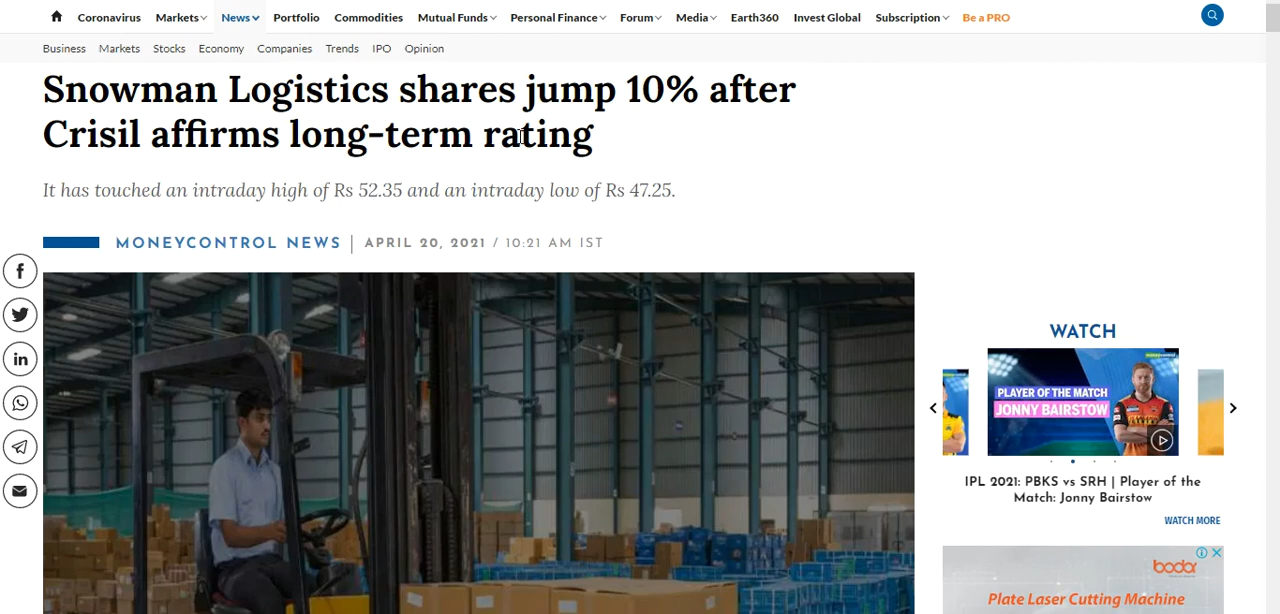 Coronavirus Markets News Portfolio Commodities Mutual Funds Personal Finance Forum Media Earth360 Invest Global Subscription Be a PRO
Business Markets Stocks Economy Companies Trends IPO Opinion
Snowman Logistics shares jump 10% after
Crisil affirms long-term rating
It has touched an intraday high of Rs 52.35 and an intraday low of Rs 47.25.
MONEYCONTROL NEWS | APRIL 20, 2021 / 10:21 AM IST
WATCH
PLAYER OF THE MATCH
JONNY BAIRSTOW
IPL 2021: PBKS vs SRH | Player of the
Match: Jonny Bairstow
WATCH MORE
bodor
Plate Laser Cutting Machine